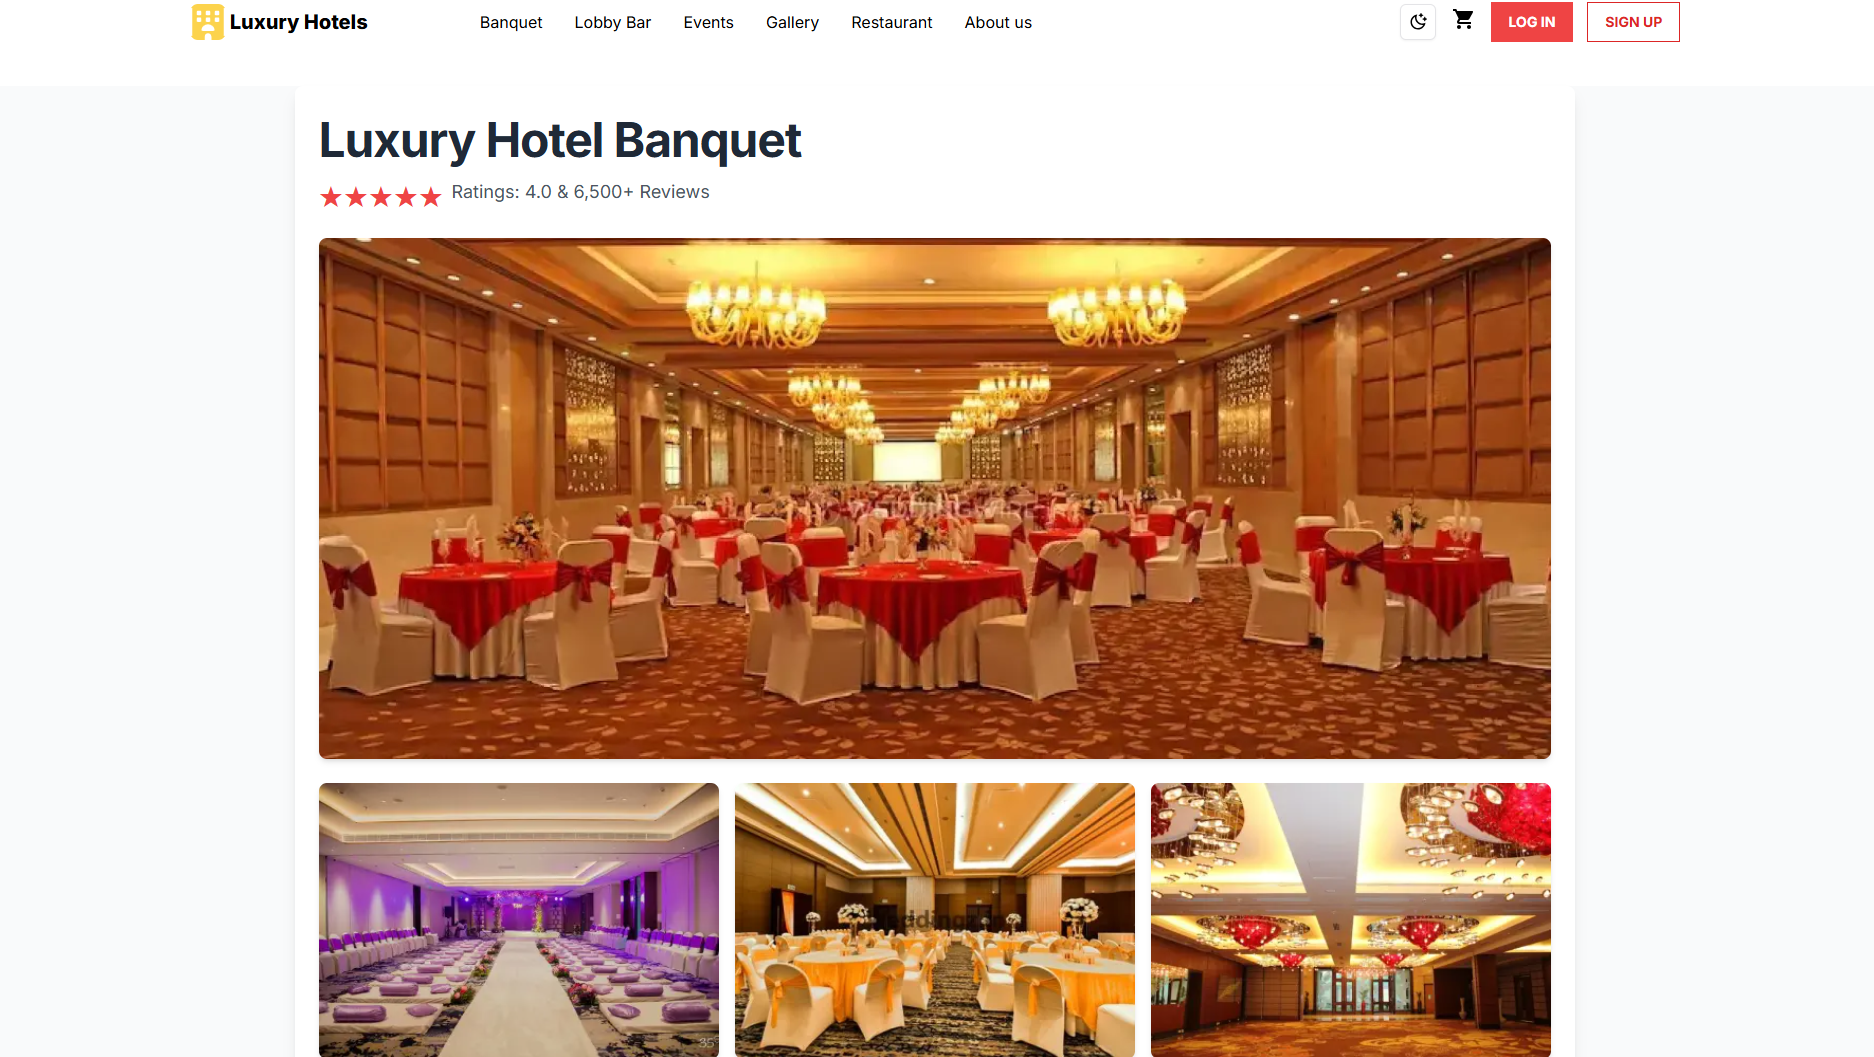 Luxury Hotels
Banquet
Lobby Bar
Events
Gallery
Restaurant
About us
LOG IN
SIGN UP
Luxury Hotel Banquet
Ratings: 4.0 & 6,500+ Reviews
35